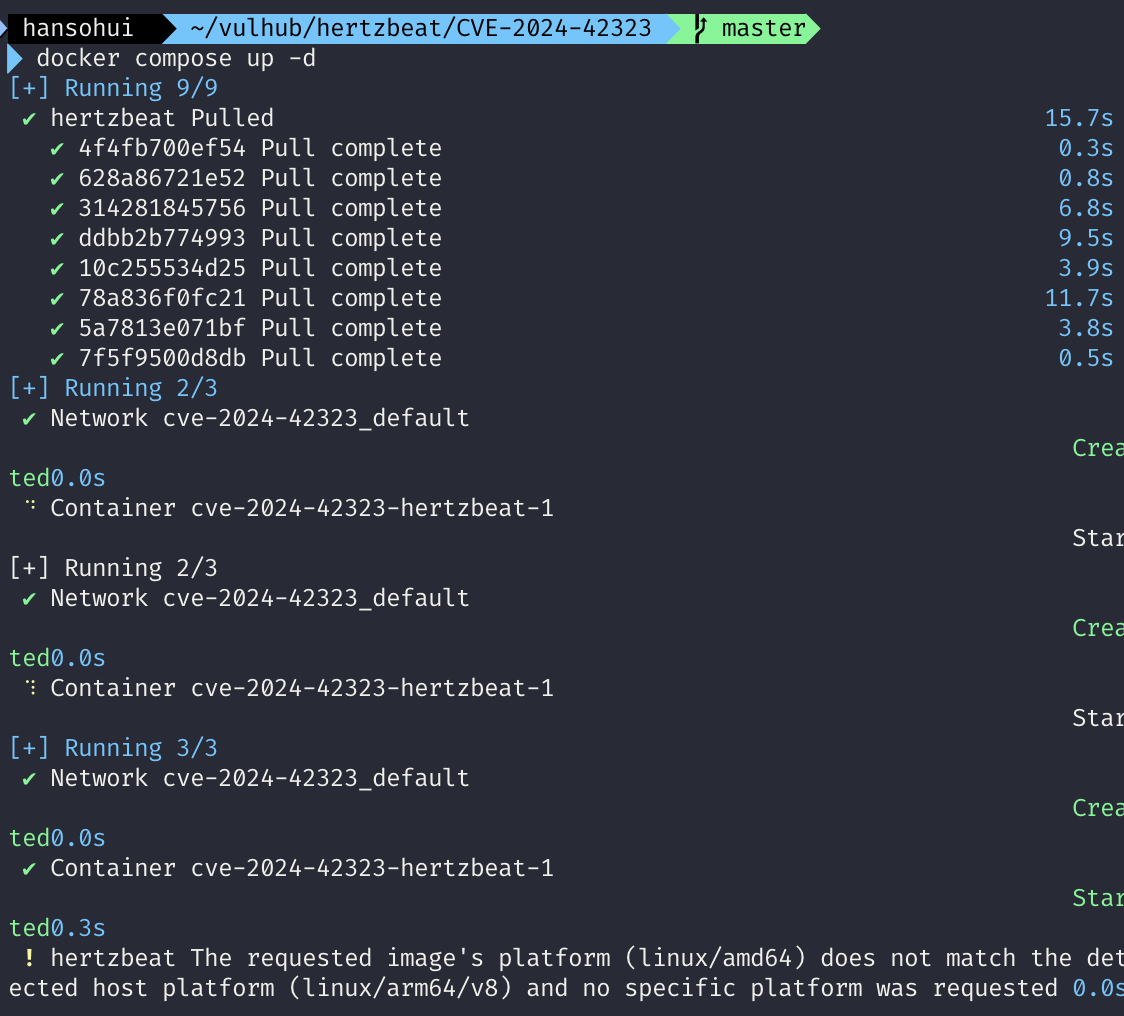 hansohui ~/vulhub/hertzbeat/CVE-2024-42323 master
docker compose up -d
[+] Running 9/9
✔ hertzbeat Pulled 15.7s
✔ 4f4fb700ef54 Pull complete 0.3s
✔ 628a86721e52 Pull complete 0.8s
✔ 314281845756 Pull complete 6.8s
✔ ddbb2b774993 Pull complete 9.5s
✔ 10c255534d25 Pull complete 3.9s
✔ 78a836f0fc21 Pull complete 11.7s
✔ 5a7813e071bf Pull complete 3.8s
✔ 7f5f9500d8db Pull complete 0.5s
[+] Running 2/3
✔ Network cve-2024-42323_default
Crea
ted0.0s
⠙ Container cve-2024-42323-hertzbeat-1
Star
[+] Running 2/3
✔ Network cve-2024-42323_default
Crea
ted0.0s
⠹ Container cve-2024-42323-hertzbeat-1
Star
[+] Running 3/3
✔ Network cve-2024-42323_default
Crea
ted0.0s
✔ Container cve-2024-42323-hertzbeat-1
Star
ted0.3s
! hertzbeat The requested image's platform (linux/amd64) does not match the det
ected host platform (linux/arm64/v8) and no specific platform was requested 0.0s